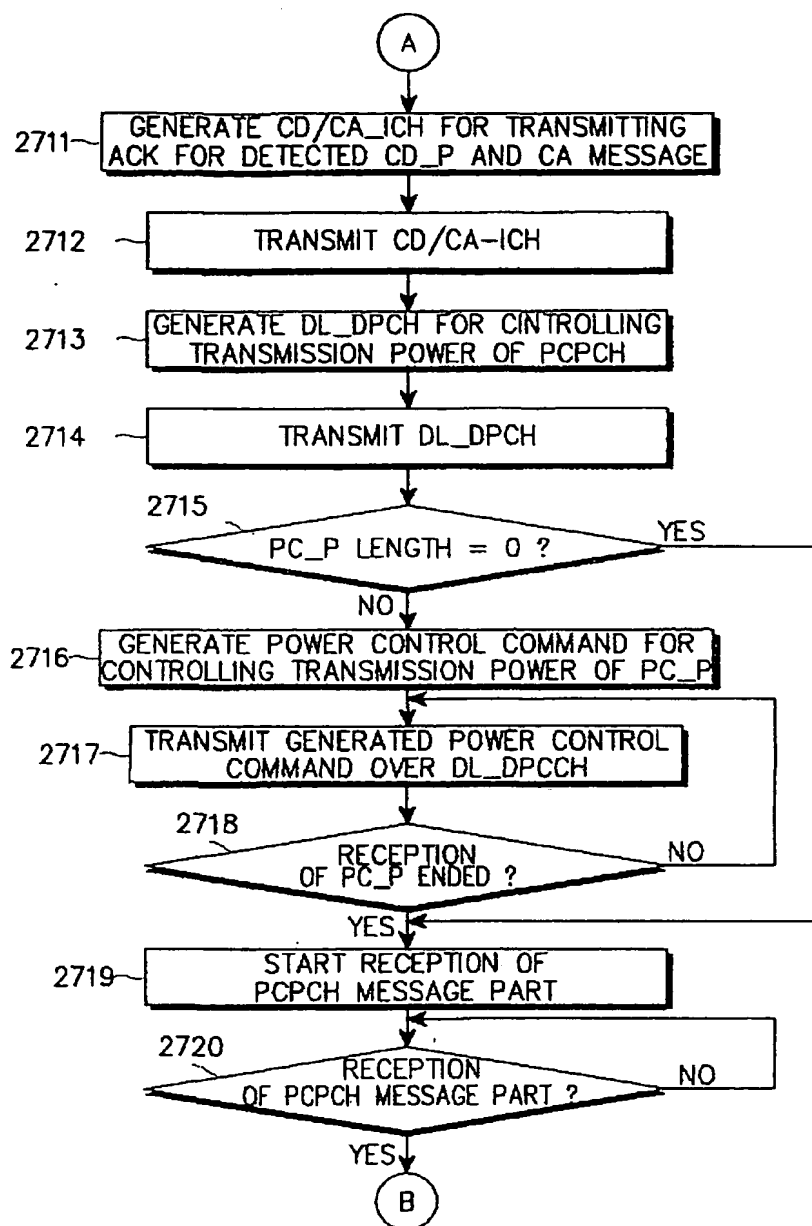 A
2711
GENERATE CD/CA_ICH FOR TRANSMITTING
ACK FOR DETECTED CD_P AND CA MESSAGE
2712
TRANSMIT CD/CA-ICH
2713
GENERATE DL_DPCH FOR CINTROLLING
TRANSMISSION POWER OF PCPCH
2714
TRANSMIT DL_DPCH
2715
PC_P LENGTH = 0 ?
YES
NO
2716
GENERATE POWER CONTROL COMMAND FOR
CONTROLLING TRANSMISSION POWER OF PC_P
2717
TRANSMIT GENERATED POWER CONTROL
COMMAND OVER DL_DPCCH
2718
RECEPTION
OF PC_P ENDED ?
NO
YES
2719
START RECEPTION OF
PCPCH MESSAGE PART
2720
RECEPTION
OF PCPCH MESSAGE PART ?
NO
YES
B